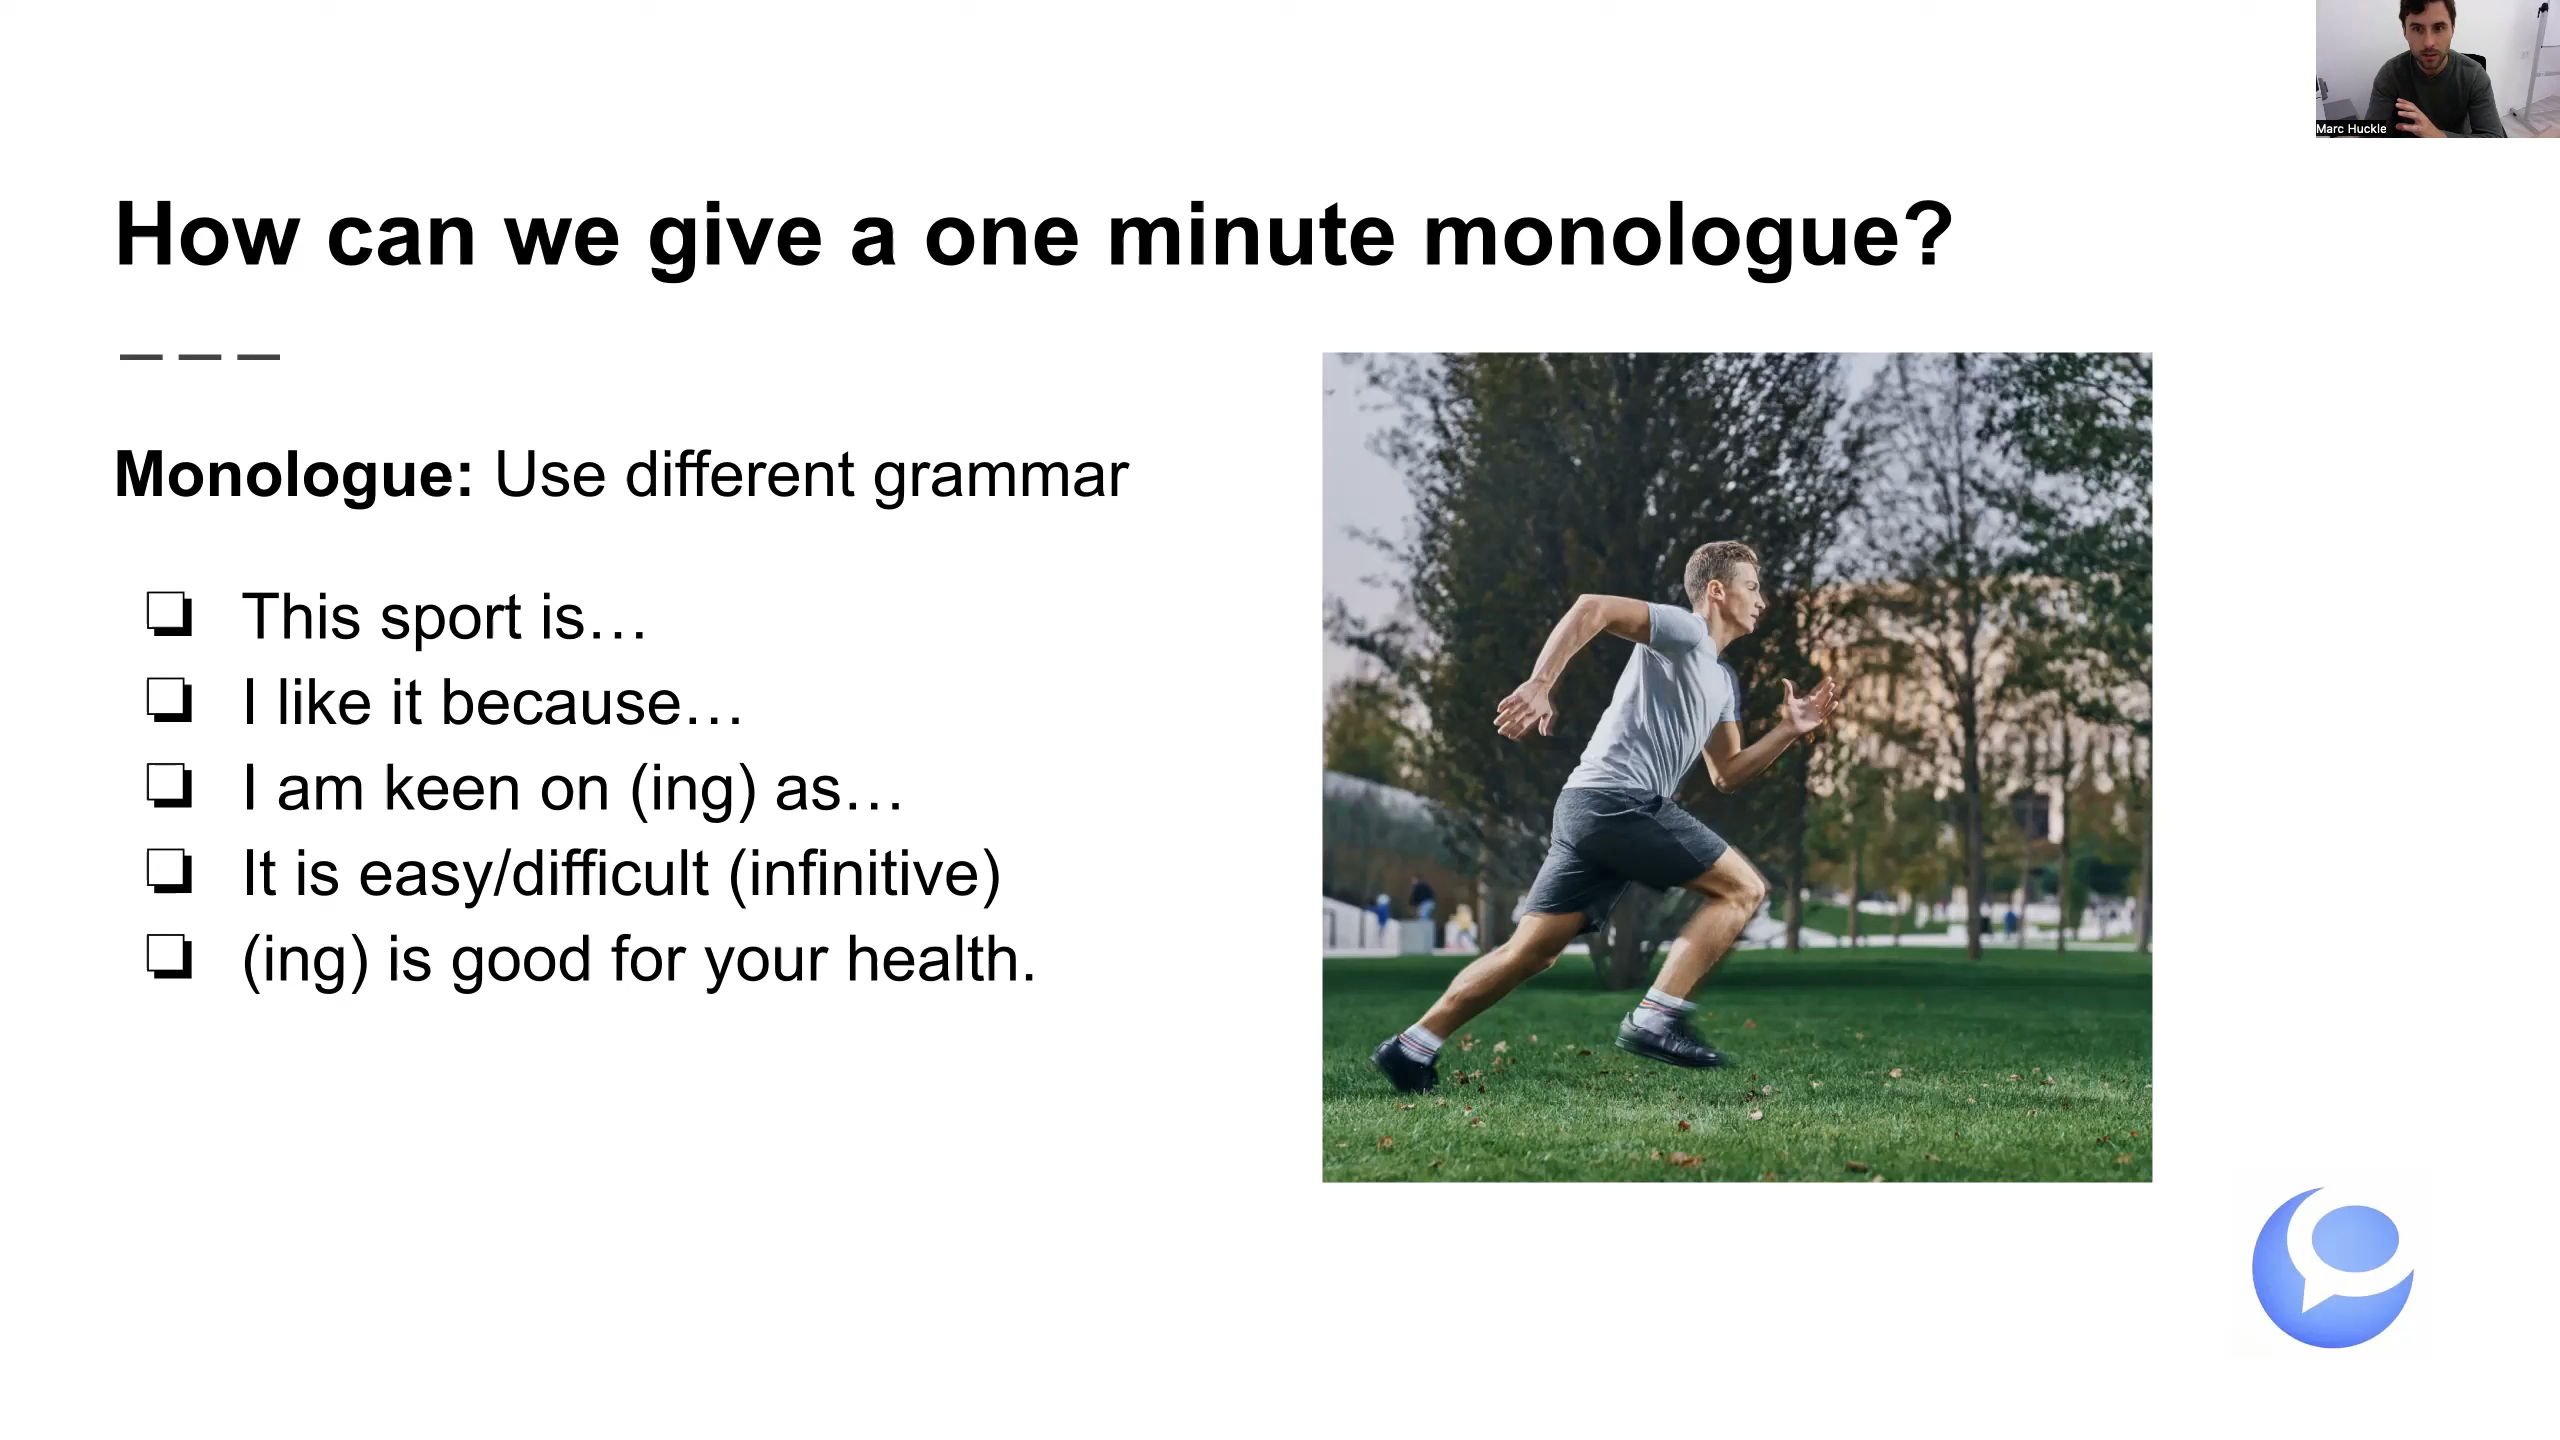 Marc Huckle
How can we give a one minute monologue?
Monologue: Use different grammar
This sport is…
I like it because…
I am keen on (ing) as…
It is easy/difficult (infinitive)
(ing) is good for your health.